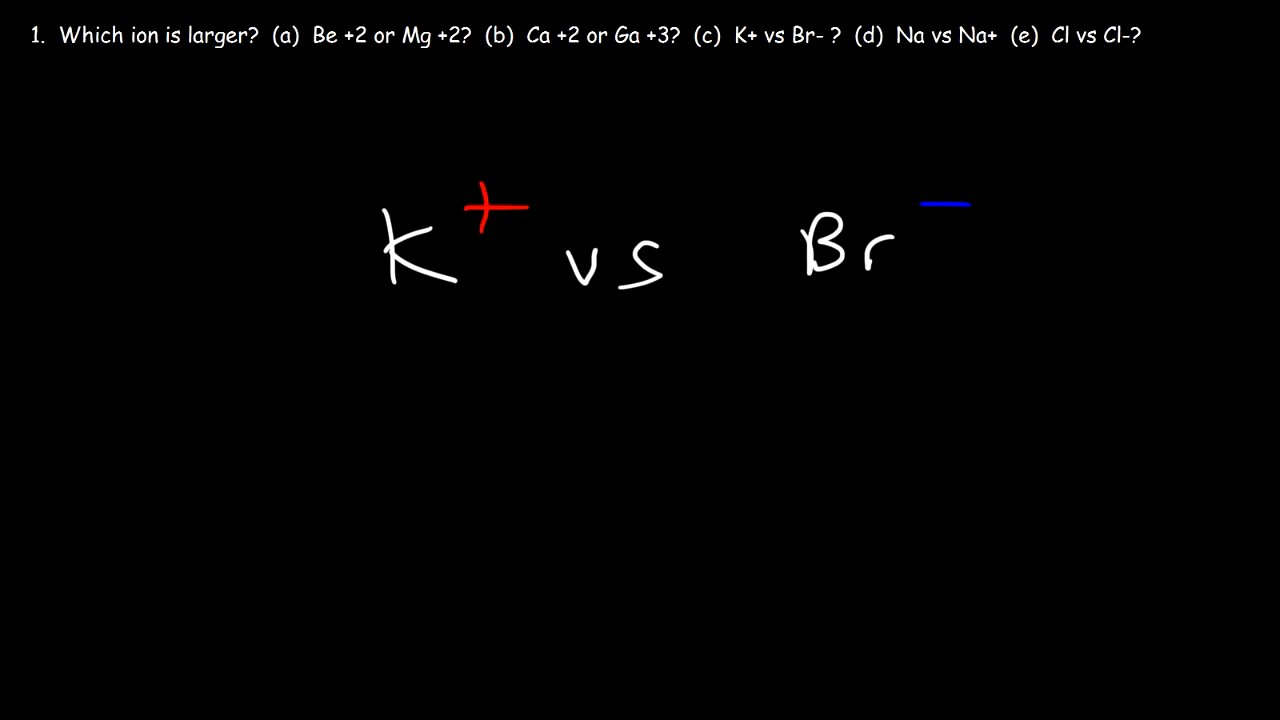 1. Which ion is larger? (a) Be +2 or Mg +2? (b) Ca +2 or Ga +3? (c) K+ vs Br- ? (d) Na vs Na+ (e) Cl vs Cl-?
K+ vs Br-